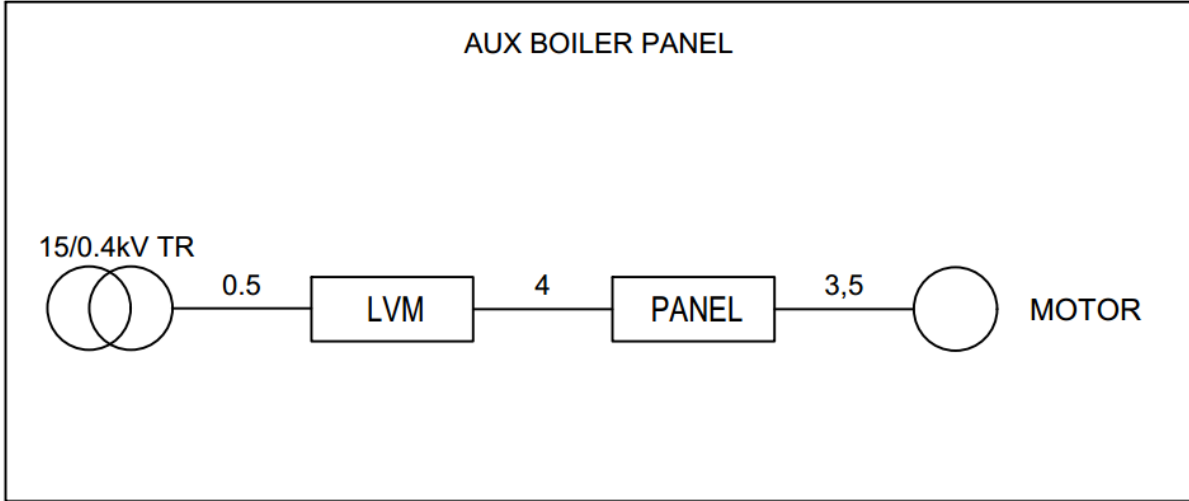 AUX BOILER PANEL
15/0.4kV TR
0.5
LVM
4
PANEL
3,5
MOTOR